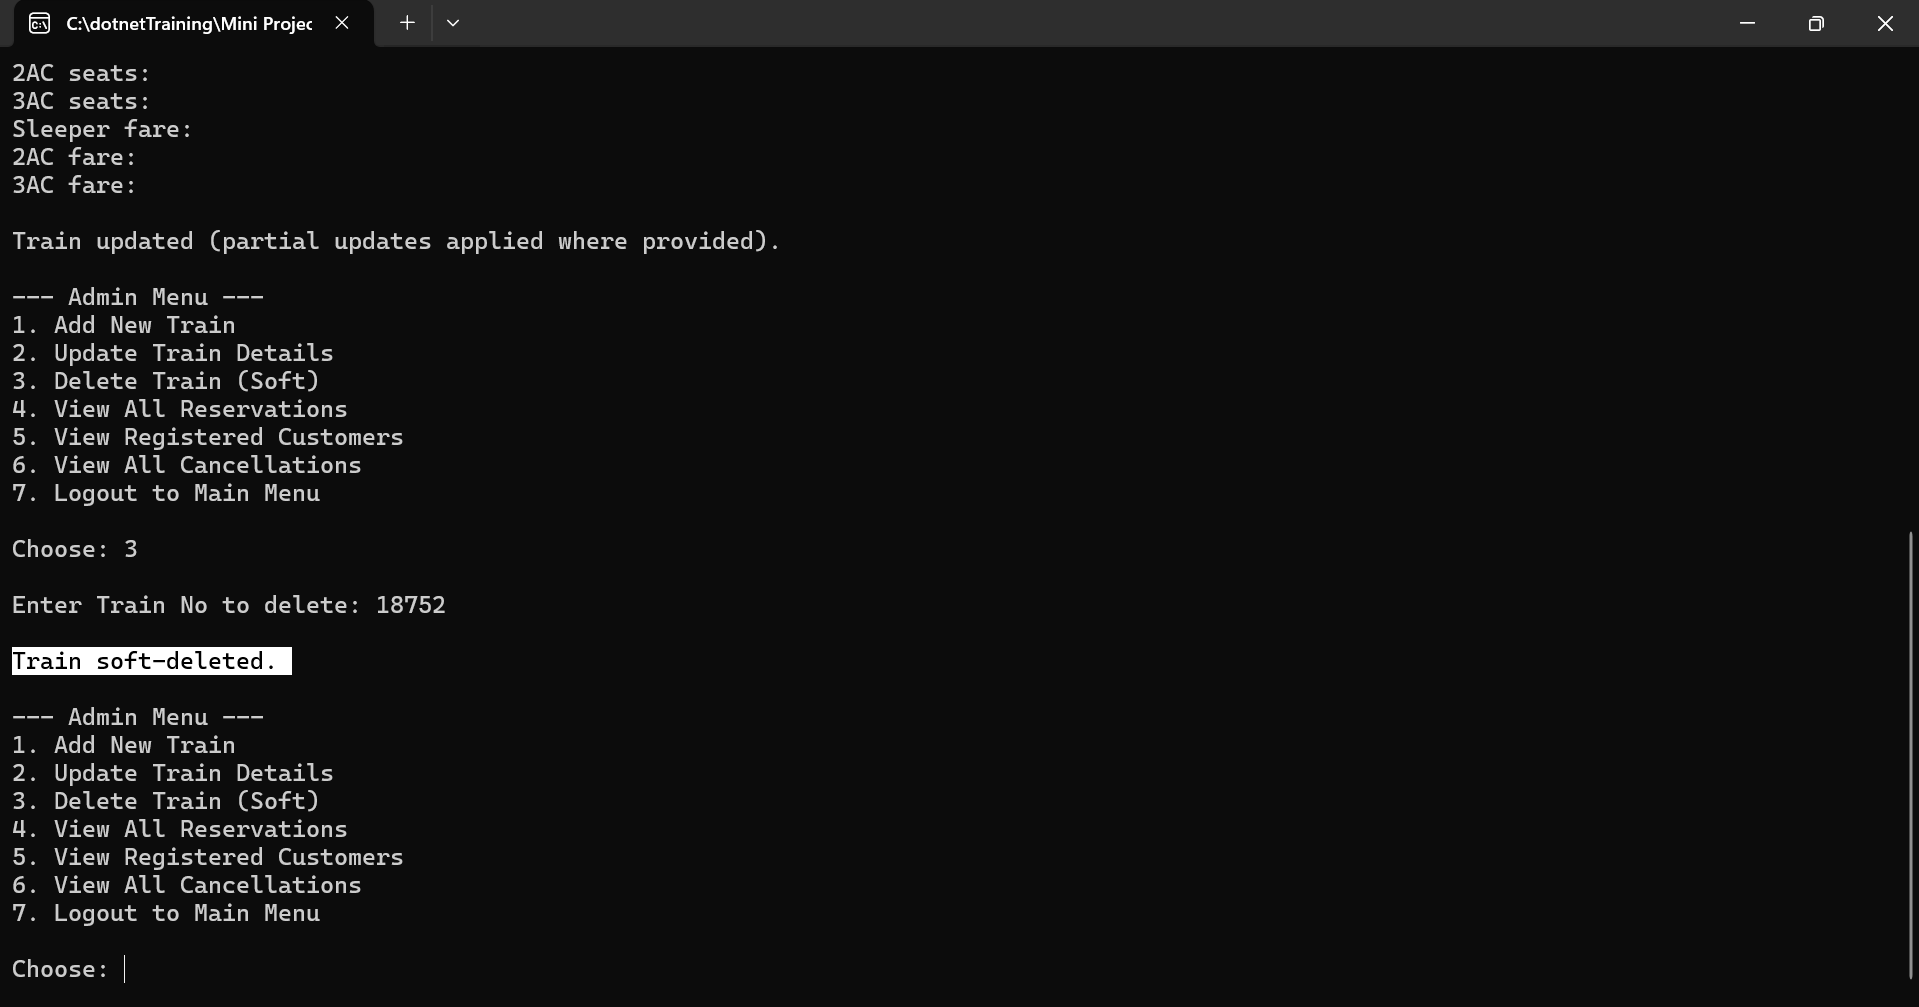 C:\dotnetTraining\Mini Projec
2AC seats:
3AC seats:
Sleeper fare:
2AC fare:
3AC fare:
Train updated (partial updates applied where provided).
--- Admin Menu ---
1. Add New Train
2. Update Train Details
3. Delete Train (Soft)
4. View All Reservations
5. View Registered Customers
6. View All Cancellations
7. Logout to Main Menu
Choose: 3
Enter Train No to delete: 18752
Train soft-deleted.
--- Admin Menu ---
1. Add New Train
2. Update Train Details
3. Delete Train (Soft)
4. View All Reservations
5. View Registered Customers
6. View All Cancellations
7. Logout to Main Menu
Choose: